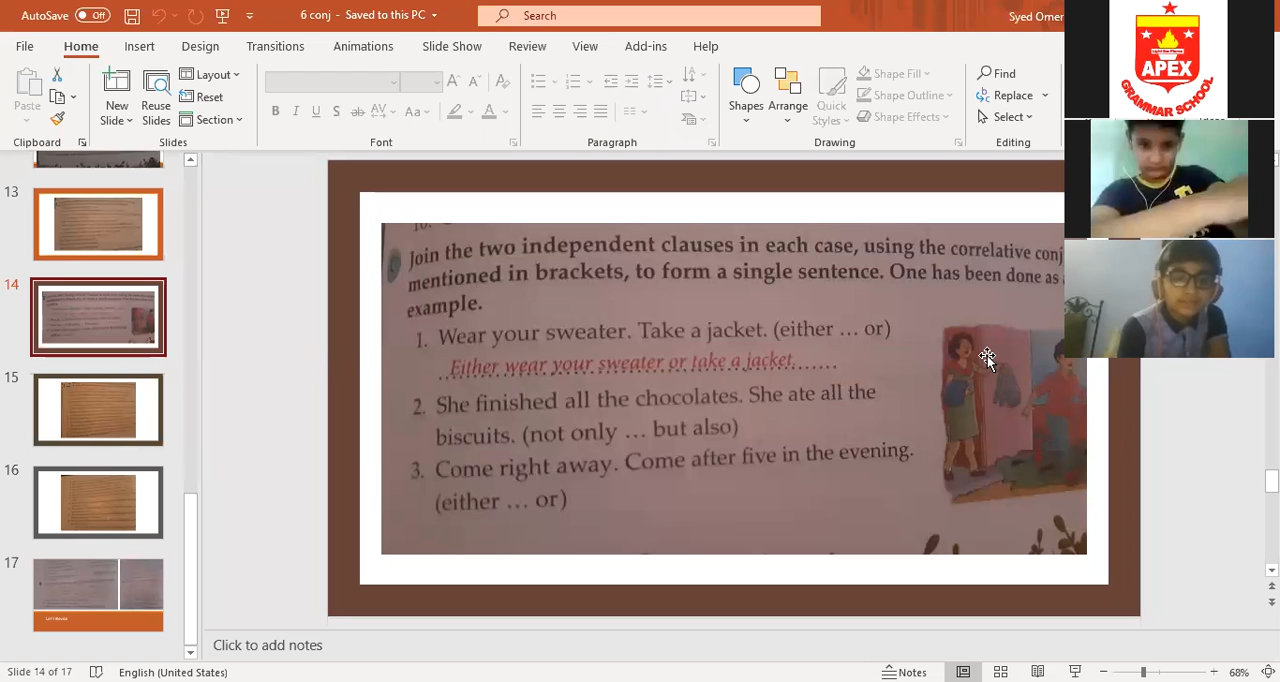 AutoSave Off 6 conj - Saved to this PC Search Syed Omer
File Home Insert Design Transitions Animations Slide Show Review View Add-ins Help
Paste New Slide Reuse Slides Layout Reset Section Shapes Arrange Quick Styles Shape Fill Shape Outline Shape Effects Find Replace Select
B I U S ab AV Aa A
Clipboard Slides Font Paragraph Drawing Editing
APEX
GRAMMAR SCHOOL
13
14
15
16
17
Join the two independent clauses in each case, using the correlative conj
mentioned in brackets, to form a single sentence. One has been done as
example.
1. Wear your sweater. Take a jacket. (either ... or)
Either wear your sweater or take a jacket.
2. She finished all the chocolates. She ate all the
biscuits. (not only ... but also)
3. Come right away. Come after five in the evening.
(either ... or)
Click to add notes
Slide 14 of 17 English (United States) Notes 68%